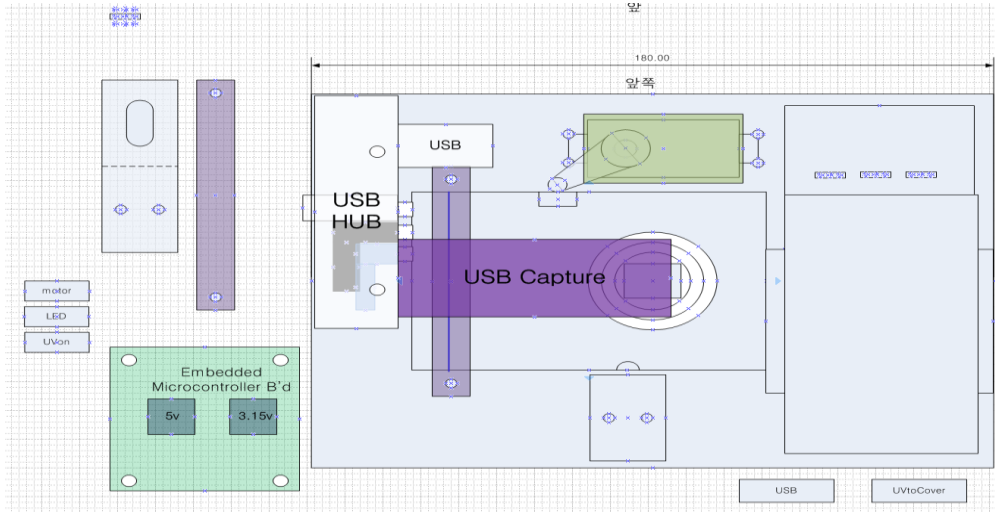 앞
180.00
앞쪽
USB
USB
HUB
USB Capture
motor
LED
UVon
Embedded
Microcontroller B'd
5v
3.15v
USB
UVtoCover